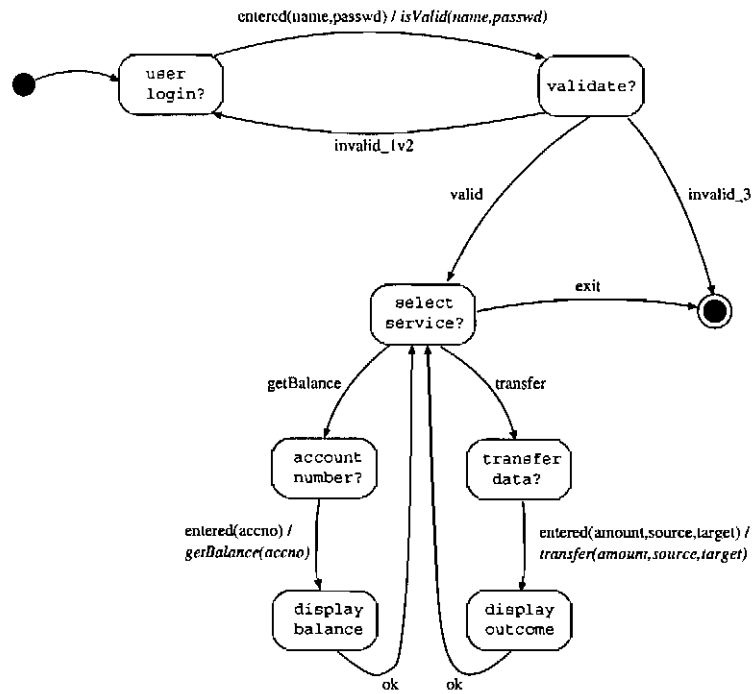 entered(name,passwd) / isValid(name,passwd)
user
login?
validate?
invalid_1v2
valid
invalid_3
select
service?
exit
getBalance
transfer
account
number?
transfer
data?
entered(accno) /
getBalance(accno)
entered(amount,source,target) /
transfer(amount,source,target)
display
balance
display
outcome
ok
ok